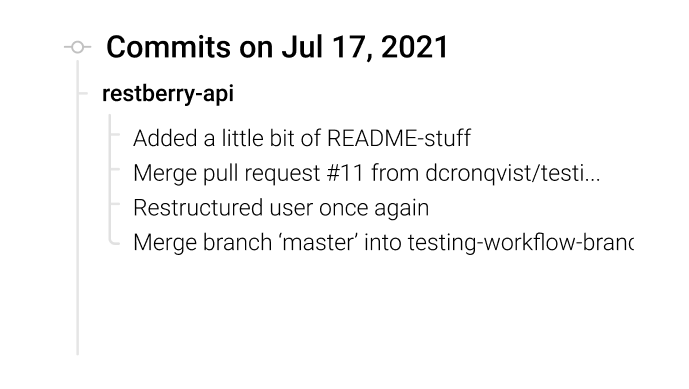 Commits on Jul 17, 2021
restberry-api
Added a little bit of README-stuff
Merge pull request #11 from dcronqvist/testi...
Restructured user once again
Merge branch ‘master’ into testing-workflow-branc